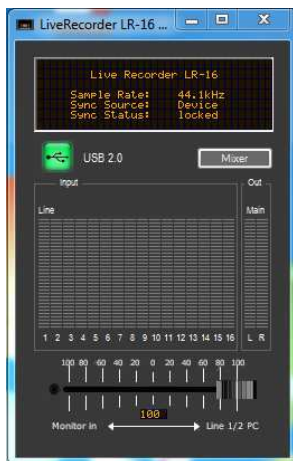 LiveRecorder LR-16 ...
Live Recorder LR-16
Sample Rate: 44.1kHz
Sync Source: Device
Sync Status: locked
USB 2.0 Mixer
Input Out
Line Main
1 2 3 4 5 6 7 8 9 10 11 12 13 14 15 16 L R
100 80 60 40 20 0 20 40 60 80 100
100
Monitor in Line 1/2 PC